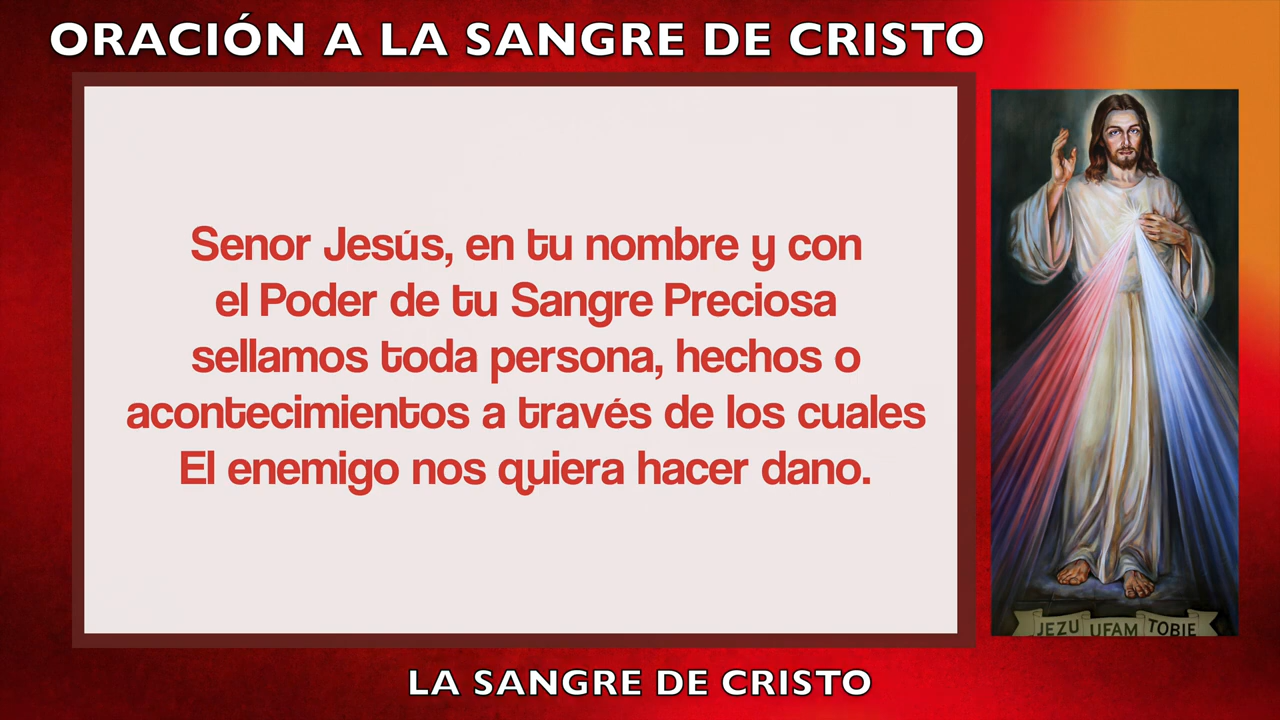 ORACIÓN A LA SANGRE DE CRISTO
Senor Jesús, en tu nombre y con
el Poder de tu Sangre Preciosa
sellamos toda persona, hechos o
acontecimientos a través de los cuales
El enemigo nos quiera hacer dano.
JEZU UFAM TOBIE
LA SANGRE DE CRISTO